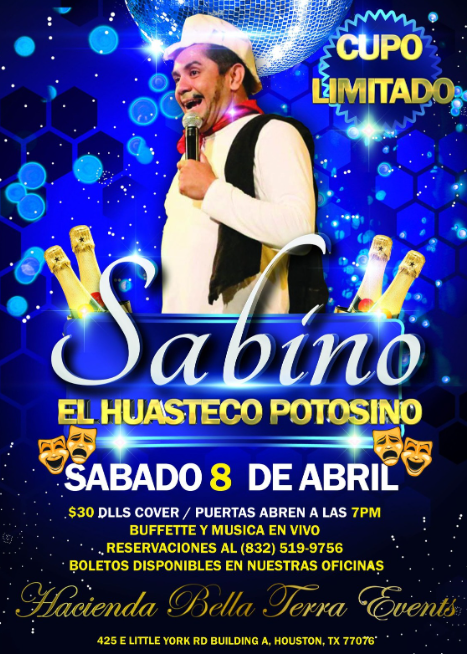 CUPO
LIMITADO
Sabino
EL HUASTECO POTOSINO
SABADO 8 DE ABRIL
$30 DLLS COVER / PUERTAS ABREN A LAS 7PM
BUFFETTE Y MUSICA EN VIVO
RESERVACIONES AL (832) 519-9756
BOLETOS DISPONIBLES EN NUESTRAS OFICINAS
Hacienda Bella Terra Events
425 E LITTLE YORK RD BUILDING A, HOUSTON, TX 77076